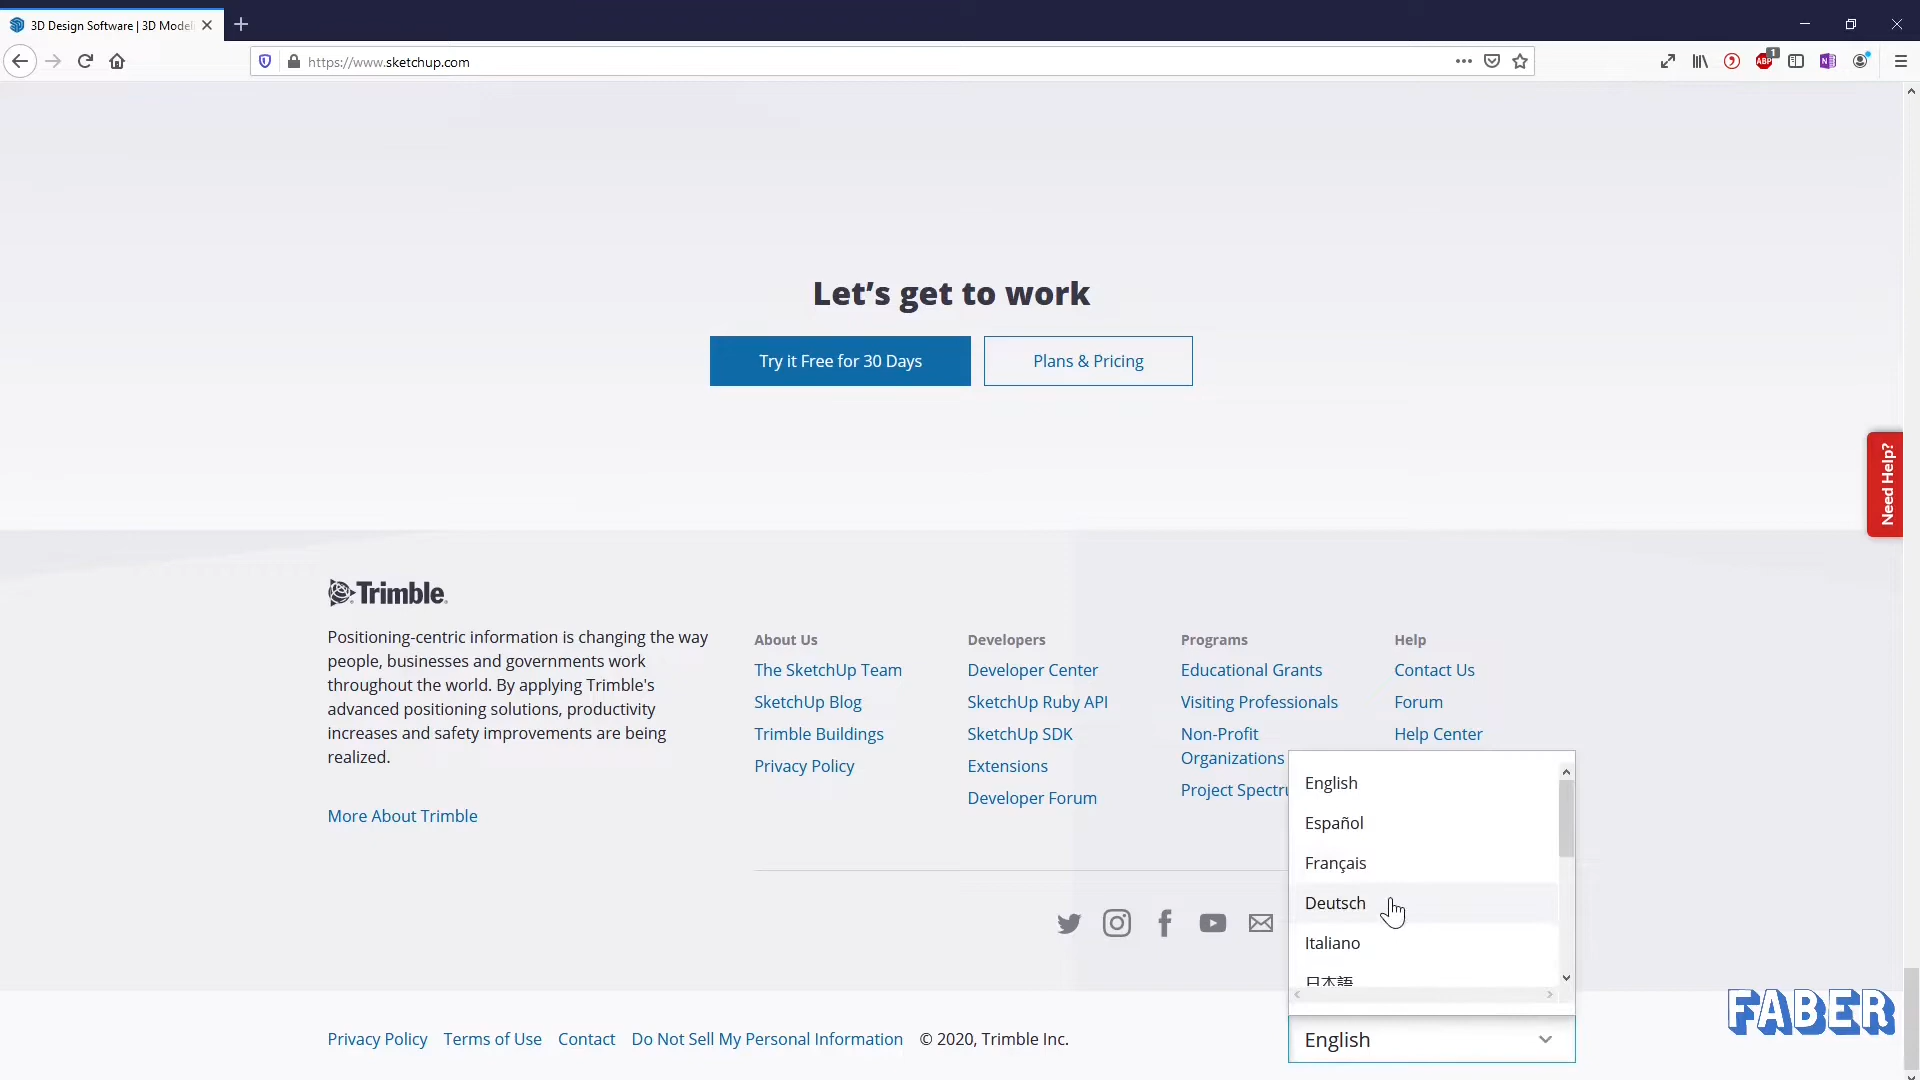 3D Design Software | 3D Model
https://www.sketchup.com
1
ABP
N
Let's get to work
Try it Free for 30 Days
Plans & Pricing
Need Help?
Trimble
Positioning-centric information is changing the way
people, businesses and governments work
throughout the world. By applying Trimble's
advanced positioning solutions, productivity
increases and safety improvements are being
realized.
More About Trimble
About Us
The SketchUp Team
SketchUp Blog
Trimble Buildings
Privacy Policy
Developers
Developer Center
SketchUp Ruby API
SketchUp SDK
Extensions
Developer Forum
Programs
Educational Grants
Visiting Professionals
Non-Profit
Organizations
Project Spectru
Help
Contact Us
Forum
Help Center
English
Español
Français
Deutsch
Italiano
日本語
English
Privacy Policy
Terms of Use
Contact
Do Not Sell My Personal Information
© 2020, Trimble Inc.
FABER